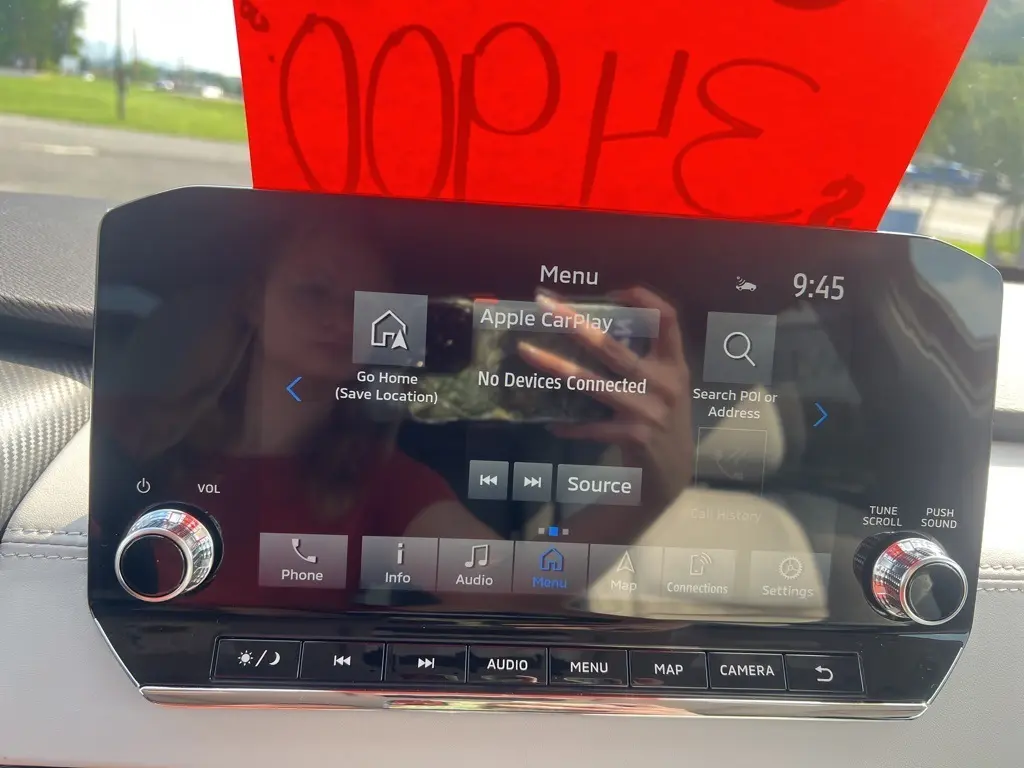 $34900
Menu
9:45
Apple CarPlay
Go Home
(Save Location)
No Devices Connected
Search POI or
Address
VOL
Source
Call History
TUNE
SCROLL
PUSH
SOUND
Phone
Info
Audio
Menu
Map
Connections
Settings
AUDIO
MENU
MAP
CAMERA